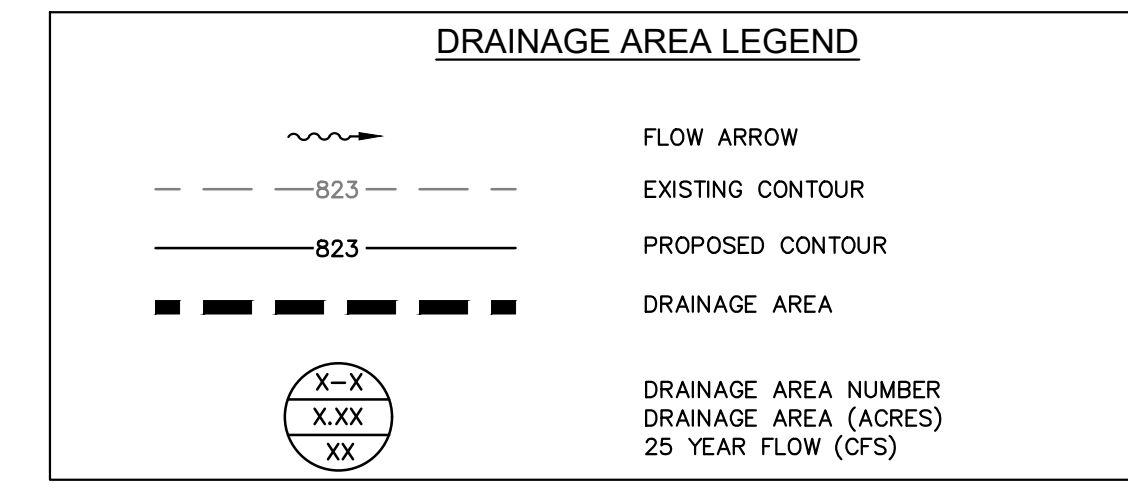 DRAINAGE AREA LEGEND
FLOW ARROW
823 EXISTING CONTOUR
823 PROPOSED CONTOUR
DRAINAGE AREA
X-X DRAINAGE AREA NUMBER
X.XX DRAINAGE AREA (ACRES)
XX 25 YEAR FLOW (CFS)